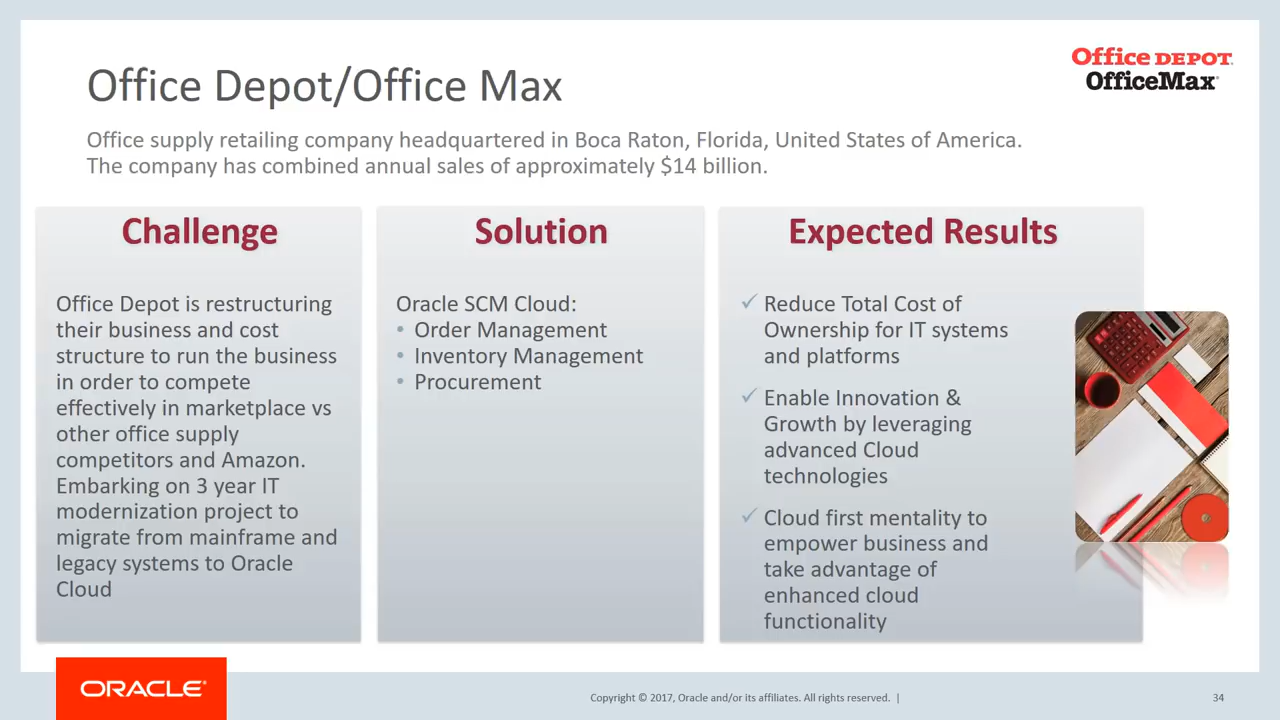 Office Depot/Office Max
Office DEPOT.
OfficeMax®
Office supply retailing company headquartered in Boca Raton, Florida, United States of America.
The company has combined annual sales of approximately $14 billion.
Challenge
Office Depot is restructuring
their business and cost
structure to run the business
in order to compete
effectively in marketplace vs
other office supply
competitors and Amazon.
Embarking on 3 year IT
modernization project to
migrate from mainframe and
legacy systems to Oracle
Cloud
Solution
Oracle SCM Cloud:
• Order Management
• Inventory Management
• Procurement
Expected Results
✓ Reduce Total Cost of
Ownership for IT systems
and platforms
✓ Enable Innovation &
Growth by leveraging
advanced Cloud
technologies
✓ Cloud first mentality to
empower business and
take advantage of
enhanced cloud
functionality
ORACLE®
Copyright © 2017, Oracle and/or its affiliates. All rights reserved. |
34